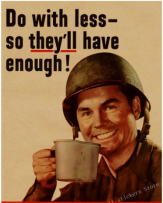 Do with less–
so they'll have
enough!